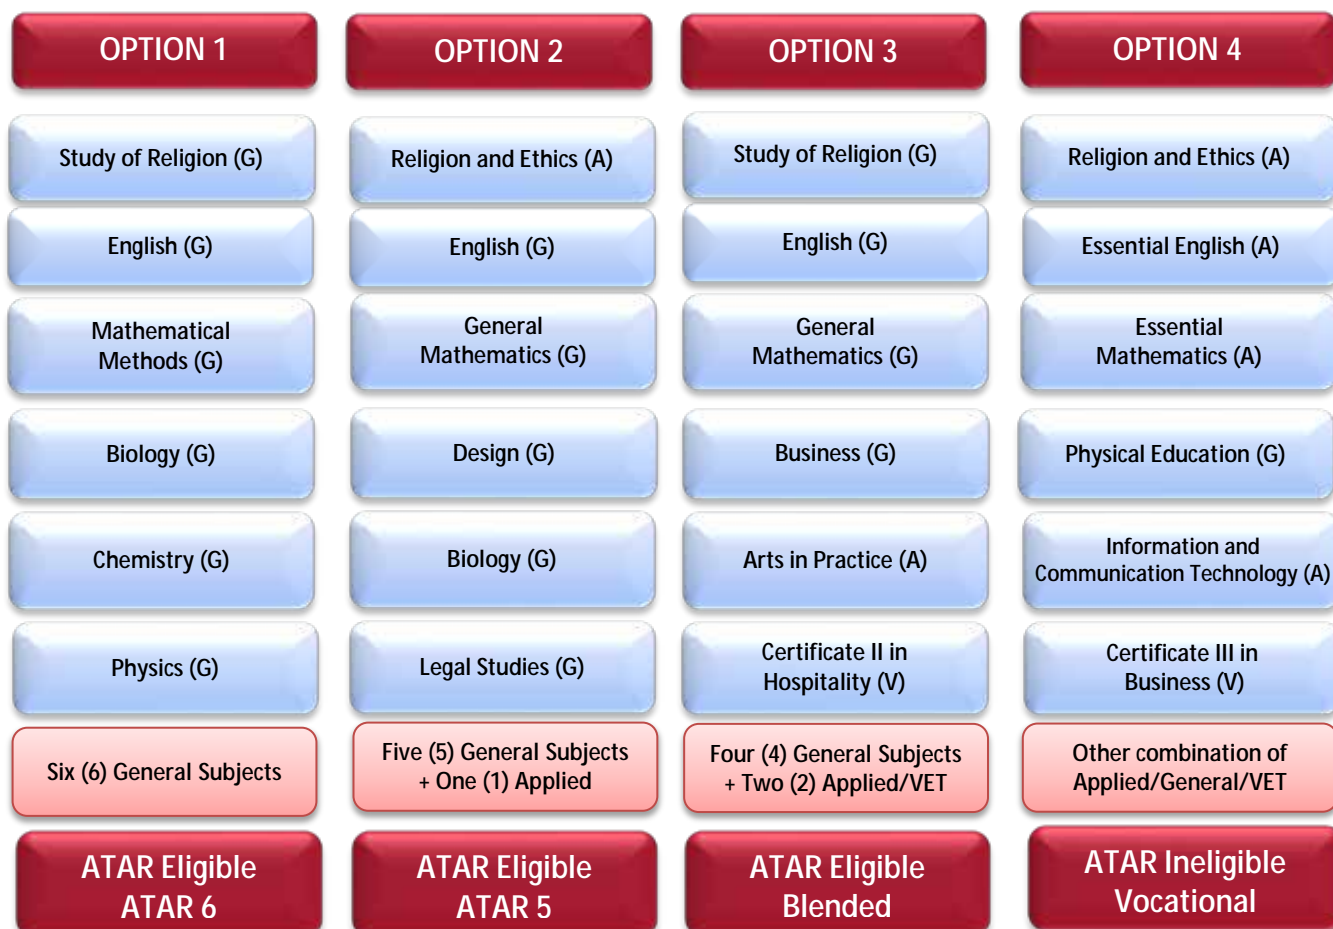 OPTION 1
Study of Religion (G)
English (G)
Mathematical
Methods (G)
Biology (G)
Chemistry (G)
Physics (G)
Six (6) General Subjects
ATAR Eligible
ATAR 6
OPTION 2
Religion and Ethics (A)
English (G)
General
Mathematics (G)
Design (G)
Biology (G)
Legal Studies (G)
Five (5) General Subjects
+ One (1) Applied
ATAR Eligible
ATAR 5
OPTION 3
Study of Religion (G)
English (G)
General
Mathematics (G)
Business (G)
Arts in Practice (A)
Certificate II in
Hospitality (V)
Four (4) General Subjects
+ Two (2) Applied/VET
ATAR Eligible
Blended
OPTION 4
Religion and Ethics (A)
Essential English (A)
Essential
Mathematics (A)
Physical Education (G)
Information and
Communication Technology (A)
Certificate III in
Business (V)
Other combination of
Applied/General/VET
ATAR Ineligible
Vocational